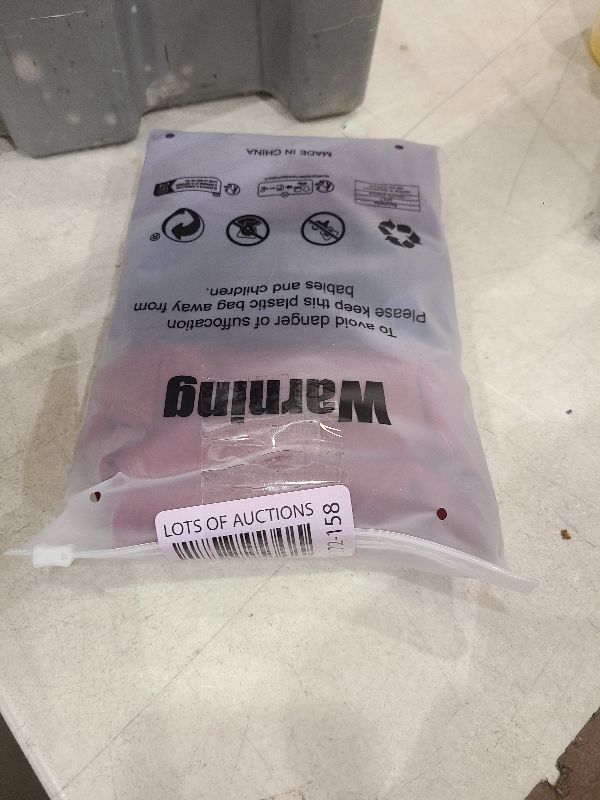 Warning
To avoid danger of suffocation
Please keep this plastic bag away from
babies and children.
®
MADE IN CHINA
LOTS OF AUCTIONS
-158